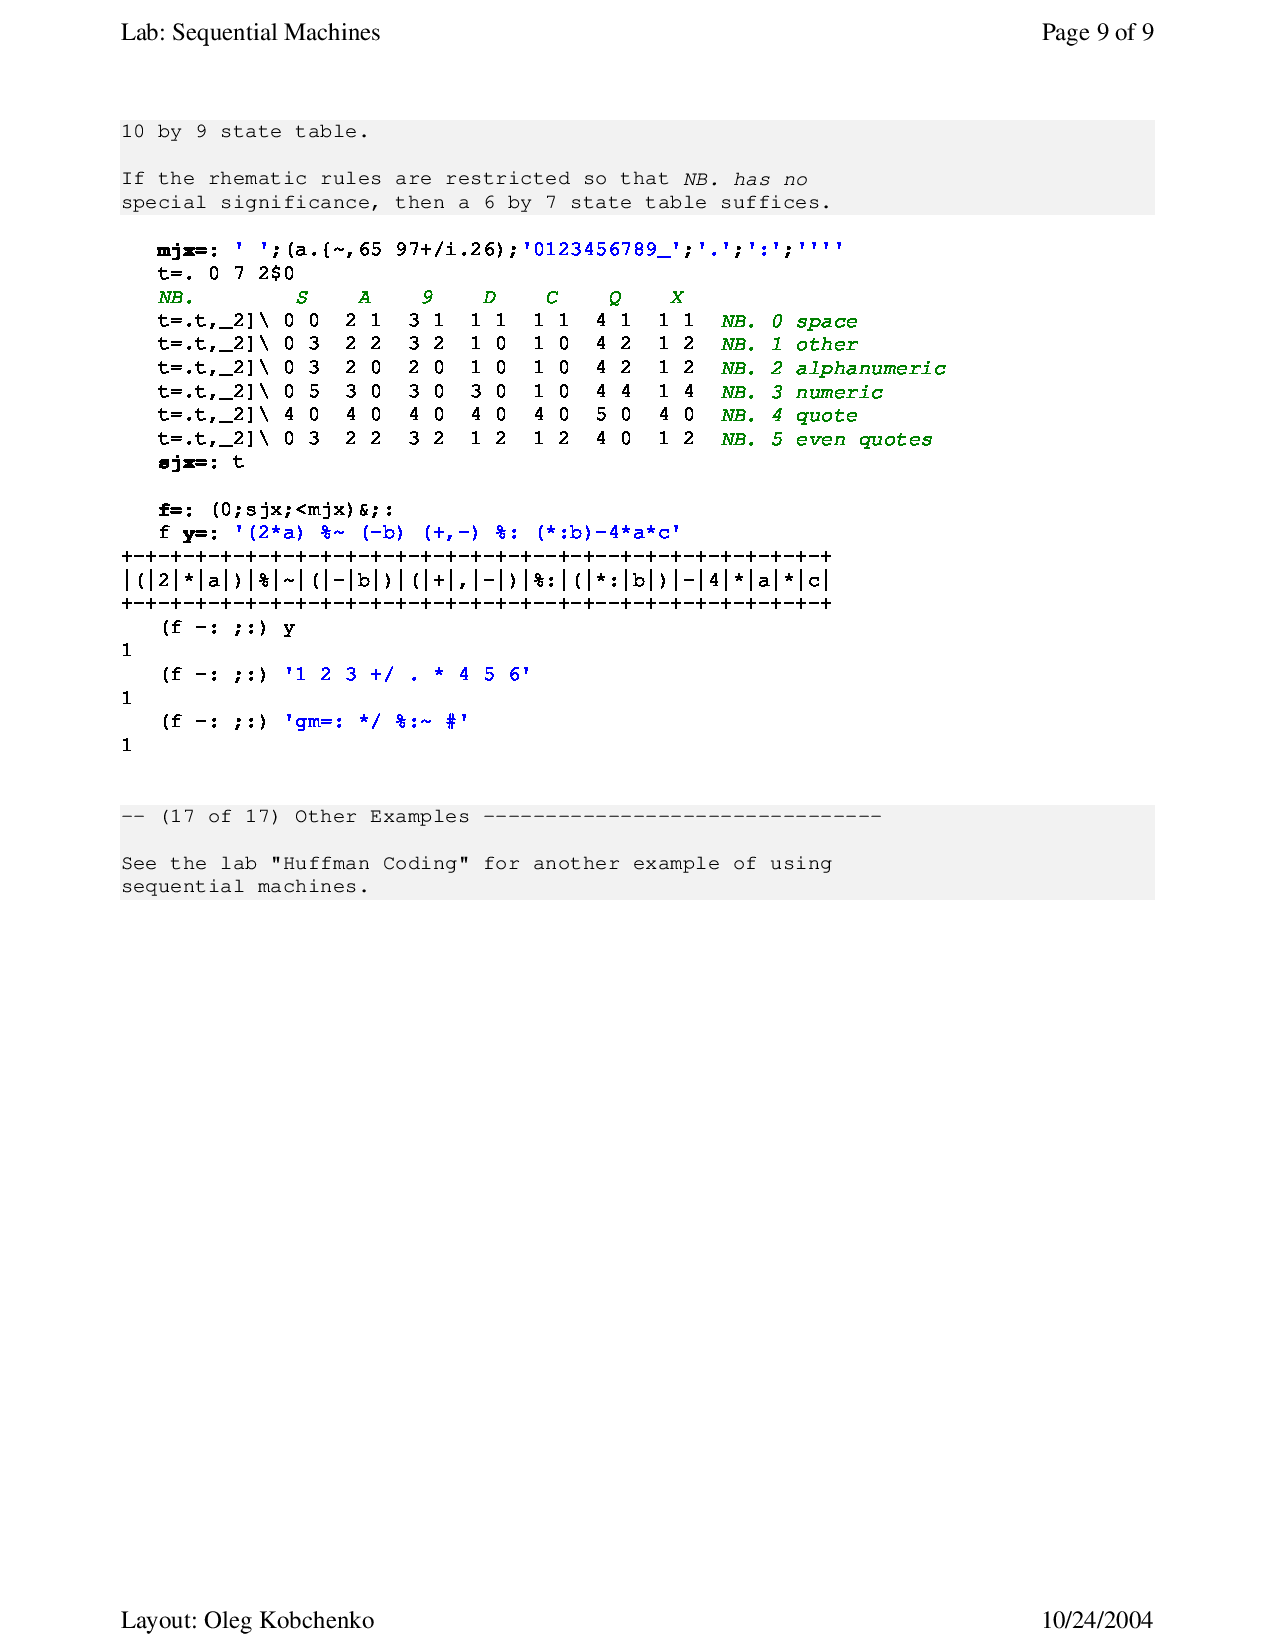 Lab: Sequential Machines Page 9 of 9
10 by 9 state table.
If the rhematic rules are restricted so that NB. has no
special significance, then a 6 by 7 state table suffices.
   mjx=: ' ';(a.{~,65 97+/i.26);'0123456789_';'.';':';''''
   t=. 0 7 2$0
   NB.        S    A    9    D    C    Q    X
   t=.t,_2]\ 0 0  2 1  3 1  1 1  1 1  4 1  1 1  NB. 0 space
   t=.t,_2]\ 0 3  2 2  3 2  1 0  1 0  4 2  1 2  NB. 1 other
   t=.t,_2]\ 0 3  2 0  2 0  1 0  1 0  4 2  1 2  NB. 2 alphanumeric
   t=.t,_2]\ 0 5  3 0  3 0  3 0  1 0  4 4  1 4  NB. 3 numeric
   t=.t,_2]\ 4 0  4 0  4 0  4 0  4 0  5 0  4 0  NB. 4 quote
   t=.t,_2]\ 0 3  2 2  3 2  1 2  1 2  4 0  1 2  NB. 5 even quotes
   sjx=: t
   f=: (0;sjx;<mjx)&;:
   f y=: '(2*a) %~ (-b) (+,-) %: (*:b)-4*a*c'
+-+-+-+-+-+-+-+-+-+-+-+-+-+-+-+-+--+-+--+-+-+-+-+-+-+-+-+
|(|2|*|a|)|%|~|(|-|b|)|(|+|,|-|)|%:|(|*:|b|)|-|4|*|a|*|c|
+-+-+-+-+-+-+-+-+-+-+-+-+-+-+-+-+--+-+--+-+-+-+-+-+-+-+-+
   (f -: ;:) y
1
   (f -: ;:) '1 2 3 +/ . * 4 5 6'
1
   (f -: ;:) 'gm=: */ %:~ #'
1
-- (17 of 17) Other Examples --------------------------------
See the lab "Huffman Coding" for another example of using
sequential machines.
Layout: Oleg Kobchenko 10/24/2004